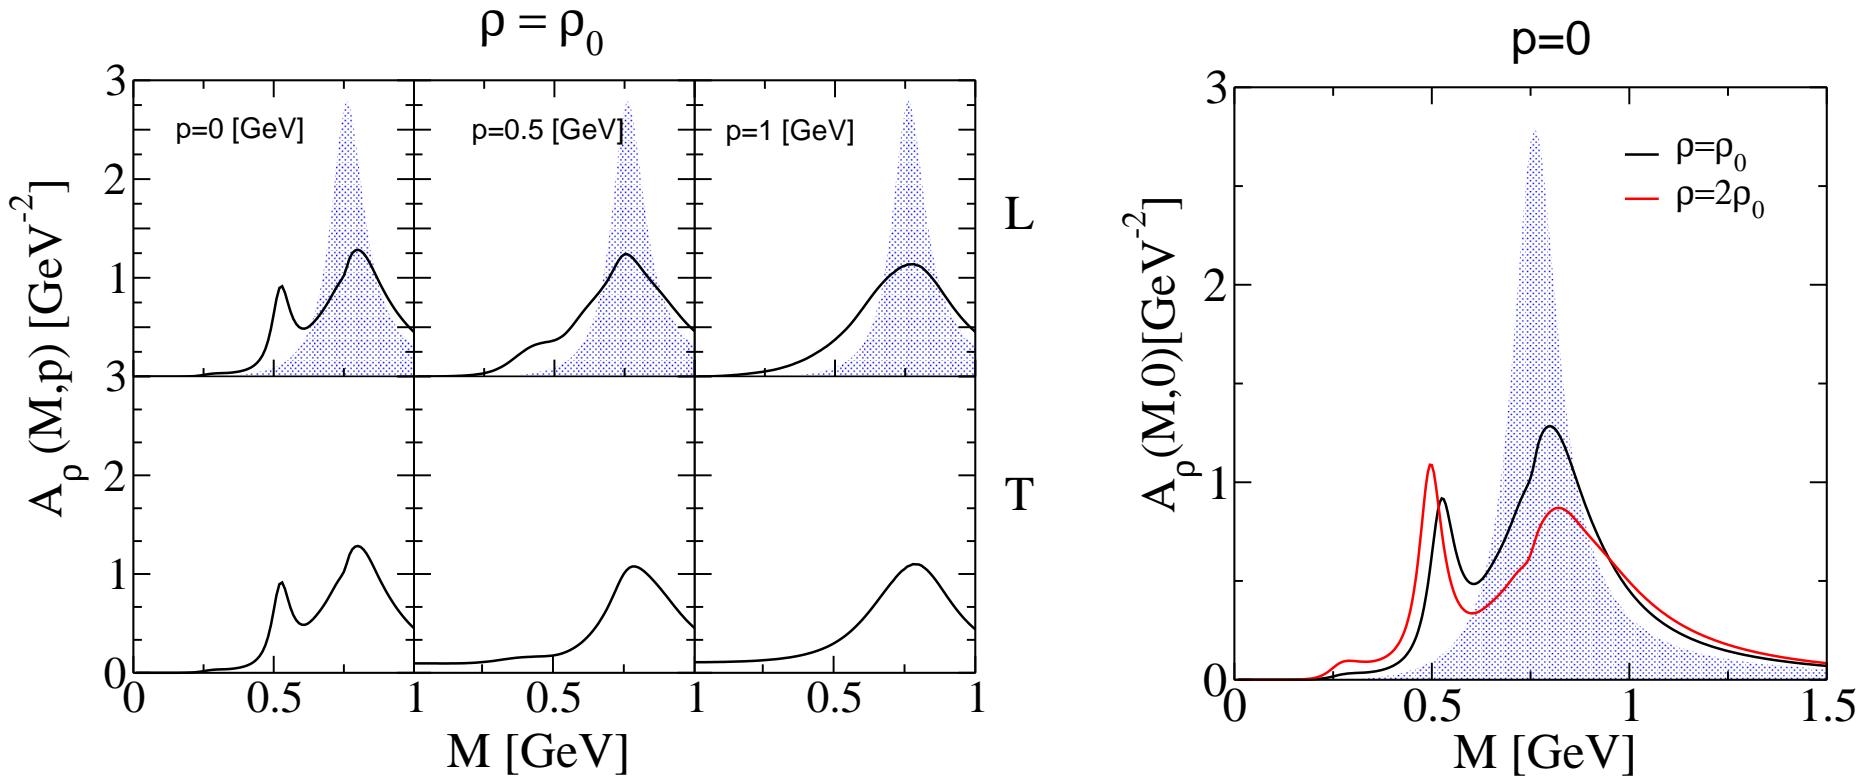 ρ = ρ0
p=0
3
p=0 [GeV]
p=0.5 [GeV]
p=1 [GeV]
2
1
3
2
1
0
L
T
Aρ(M,p) [GeV-2]
0
0.5
1
0.5
1
0.5
1
M [GeV]
3
2
1
0
ρ=ρ0
ρ=2ρ0
Aρ(M,0)[GeV-2]
0
0.5
1
1.5
M [GeV]